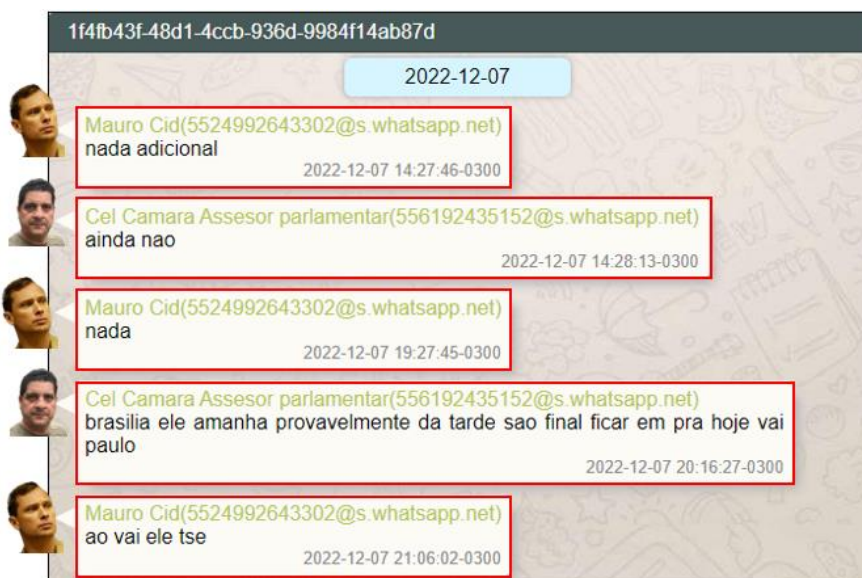 1f4fb43f-48d1-4ccb-936d-9984f14ab87d
2022-12-07
Mauro Cid(5524992643302@s.whatsapp.net)
nada adicional
2022-12-07 14:27:46-0300
Cel Camara Assesor parlamentar(556192435152@s.whatsapp.net)
ainda nao
2022-12-07 14:28:13-0300
Mauro Cid(5524992643302@s.whatsapp.net)
nada
2022-12-07 19:27:45-0300
Cel Camara Assesor parlamentar(556192435152@s.whatsapp.net)
brasilia ele amanha provavelmente da tarde sao final ficar em pra hoje vai
paulo
2022-12-07 20:16:27-0300
Mauro Cid(5524992643302@s.whatsapp.net)
ao vai ele tse
2022-12-07 21:06:02-0300